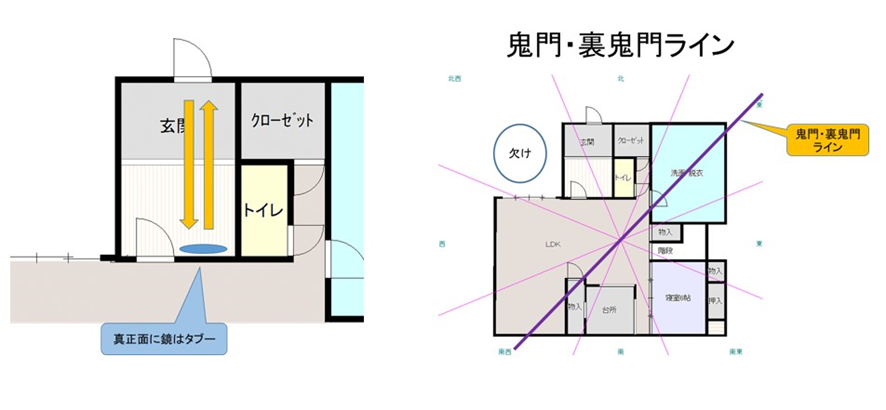 玄関
クローゼット
トイレ
真正面に鏡はタブー
鬼門・裏鬼門ライン
北西
北
東
鬼門・裏鬼門
ライン
欠け
玄関
クローゼット
トイレ
洗面・脱衣
西
LDK
物入
階段
東
物入
寝室6帖
物入
台所
押入
南西
南
南東